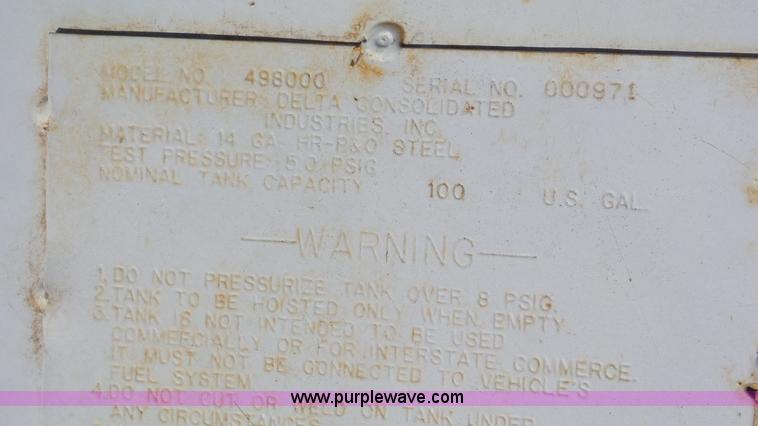 MODEL NO. 498000 SERIAL NO. 000971
MANUFACTURER: DELTA CONSOLIDATED
INDUSTRIES, INC.
MATERIAL: 14 GA. HR-P&O STEEL
TEST PRESSURE: 5.0 PSIG
NOMINAL TANK CAPACITY 100 U.S. GAL.
—WARNING—
1. DO NOT PRESSURIZE TANK OVER 8 PSIG.
2. TANK TO BE HOISTED ONLY WHEN EMPTY.
3. TANK IS NOT INTENDED TO BE USED
COMMERCIALLY OR FOR INTERSTATE COMMERCE.
IT MUST NOT BE CONNECTED TO VEHICLE'S
FUEL SYSTEM
4. DO NOT CUT OR WELD ON TANK UNDER
ANY CIRCUMSTANCES
www.purplewave.com